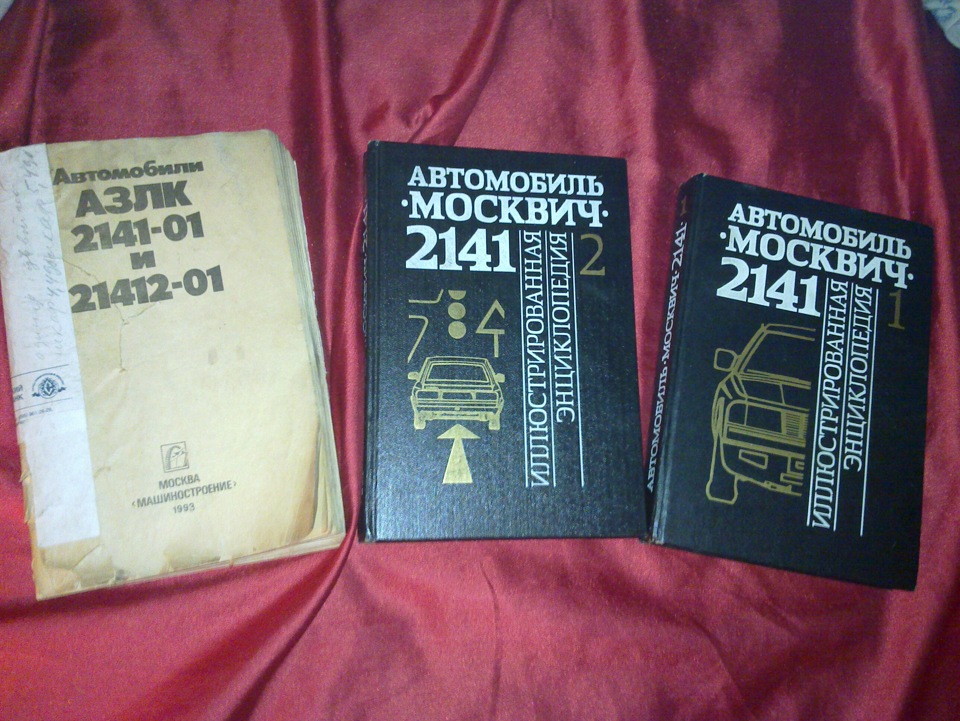 Автомобили
АЗЛК
2141-01
и
21412-01
МОСКВА
«МАШИНОСТРОЕНИЕ»
1993
АВТОМОБИЛЬ
·МОСКВИЧ·
2141
ИЛЛЮСТРИРОВАННАЯ
ЭНЦИКЛОПЕДИЯ
2
АВТОМОБИЛЬ·МОСКВИЧ·2141· 1
АВТОМОБИЛЬ
·МОСКВИЧ·
2141
ИЛЛЮСТРИРОВАННАЯ
ЭНЦИКЛОПЕДИЯ
1